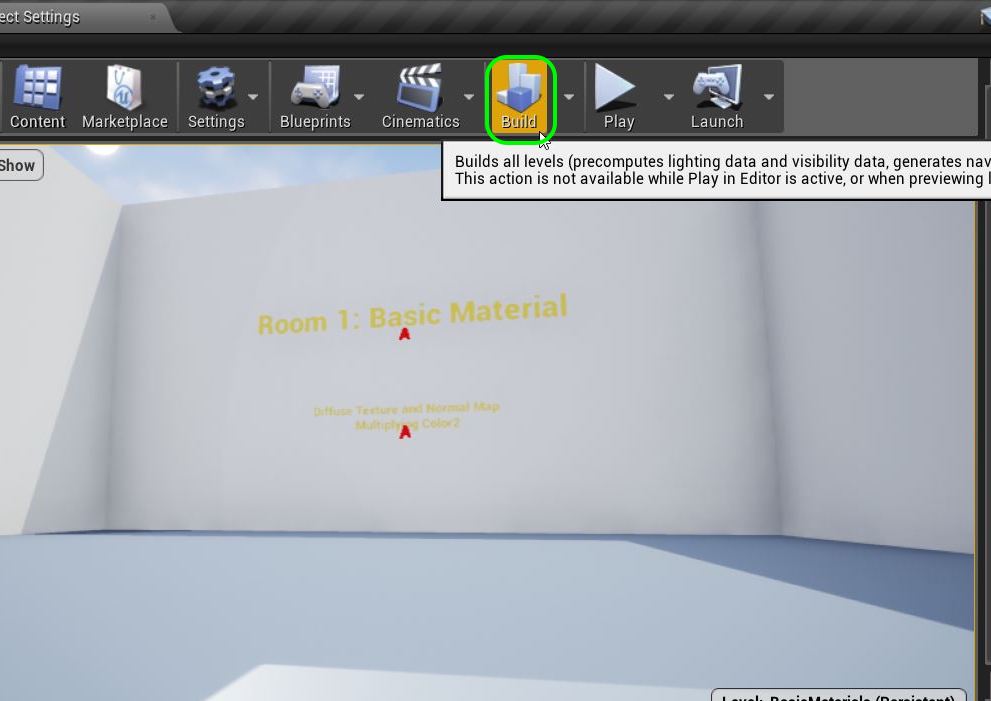 ect Settings
Content Marketplace Settings Blueprints Cinematics Build Play Launch
Show
Builds all levels (precomputes lighting data and visibility data, generates nav
This action is not available while Play in Editor is active, or when previewing l
Room 1: Basic Material
A
Diffuse Texture and Normal Map
Multiplying Color2
A
Level: BasicMaterials (Persistent)